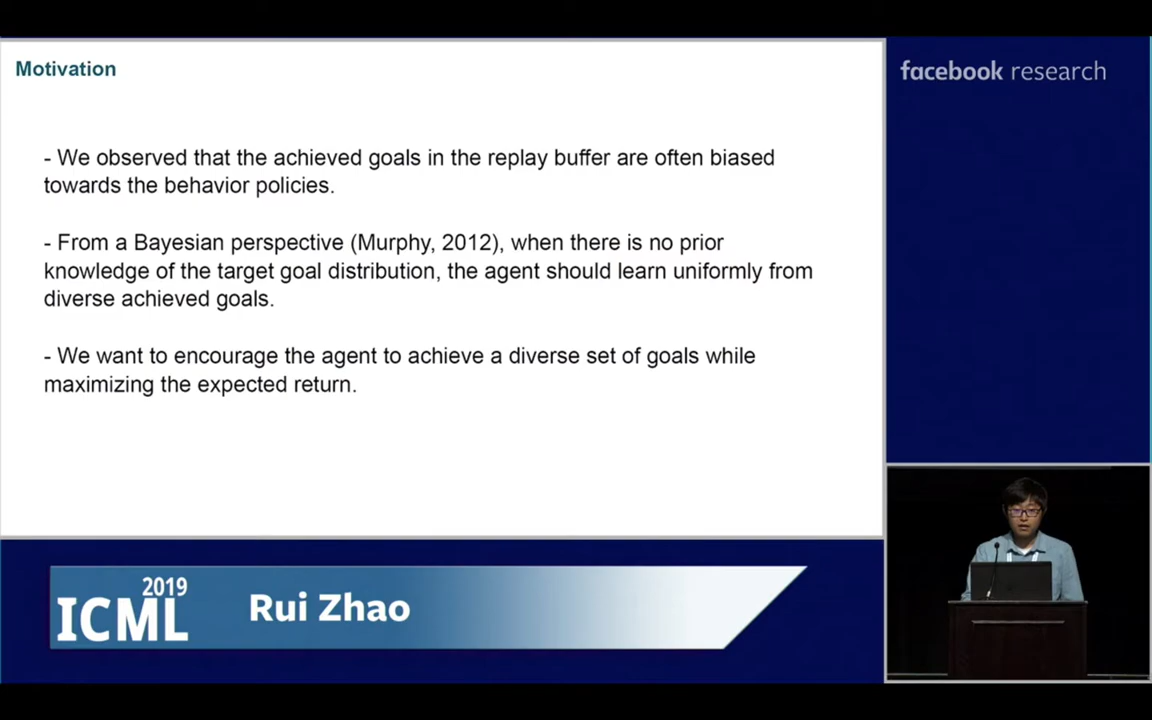 Motivation
- We observed that the achieved goals in the replay buffer are often biased
towards the behavior policies.
- From a Bayesian perspective (Murphy, 2012), when there is no prior
knowledge of the target goal distribution, the agent should learn uniformly from
diverse achieved goals.
- We want to encourage the agent to achieve a diverse set of goals while
maximizing the expected return.
facebook research
2019
ICML
Rui Zhao